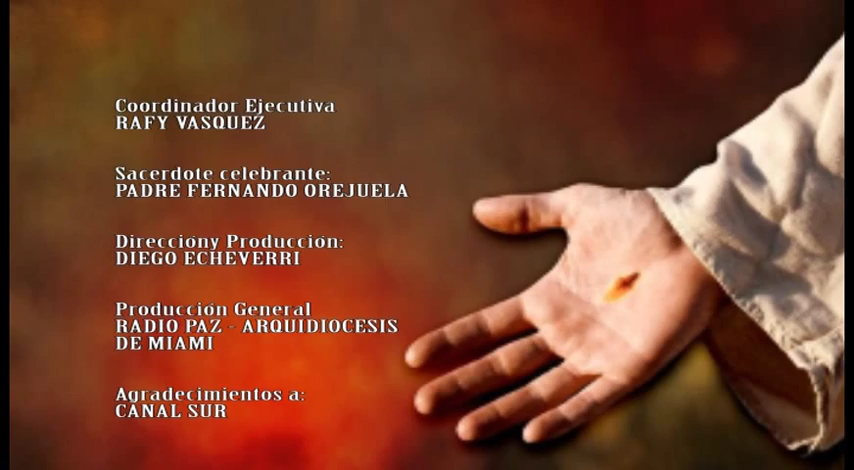 Coordinador Ejecutiva
RAFY VASQUEZ
Sacerdote celebrante:
PADRE FERNANDO OREJUELA
Direccióny Producción:
DIEGO ECHEVERRI
Producción General
RADIO PAZ - ARQUIDIOCESIS
DE MIAMI
Agradecimientos a:
CANAL SUR